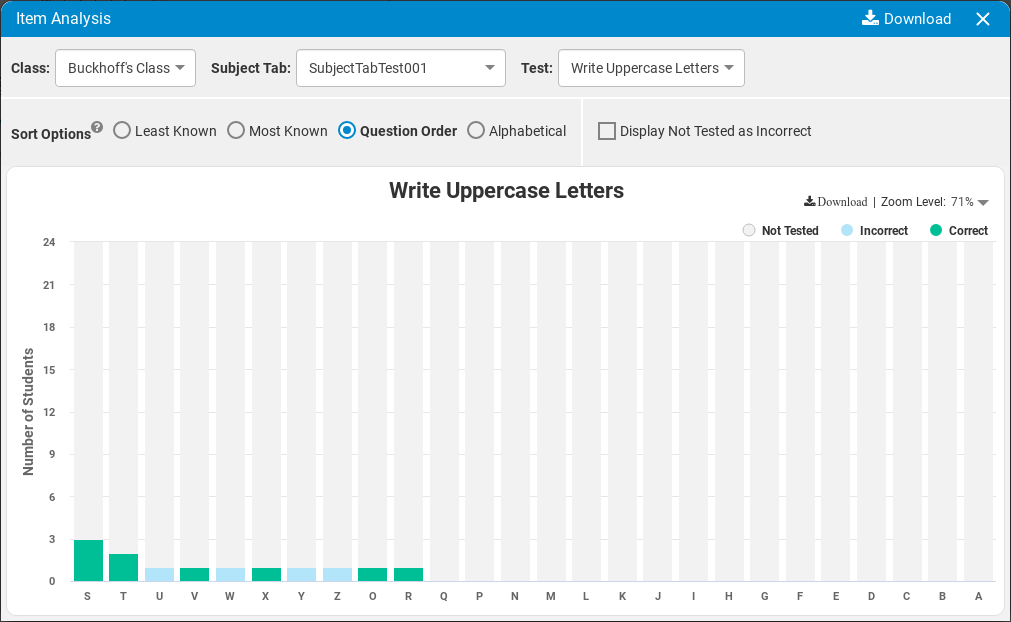 Item Analysis Download
Class: Buckhoff's Class Subject Tab: SubjectTabTest001 Test: Write Uppercase Letters
Sort Options ? Least Known Most Known Question Order Alphabetical Display Not Tested as Incorrect
Write Uppercase Letters
Download | Zoom Level: 71%
Not Tested Incorrect Correct
24
21
18
15
12
9
6
3
0
Number of Students
S T U V W X Y Z O R Q P N M L K J I H G F E D C B A